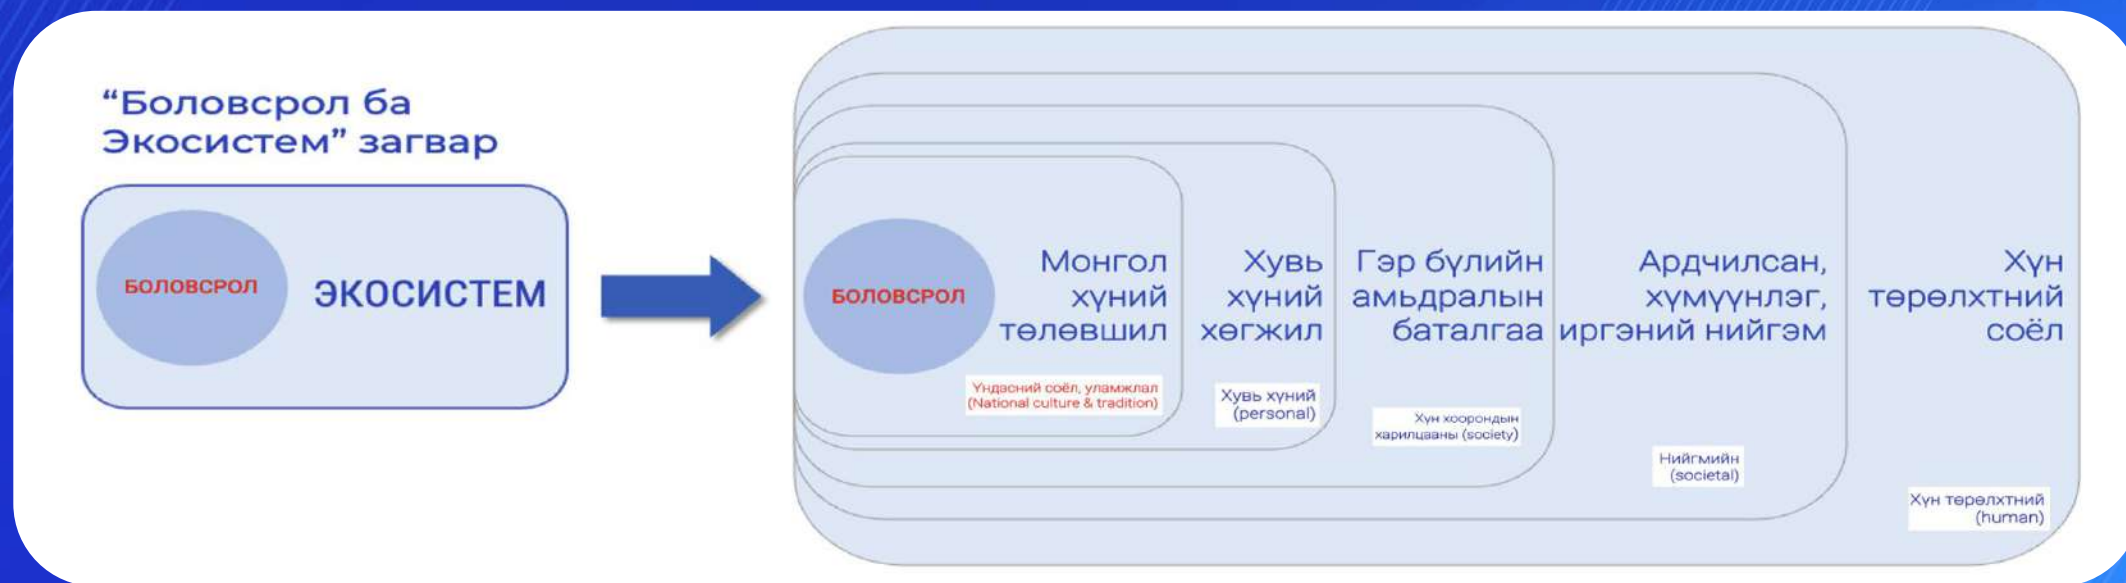 “Боловсрол ба
Экосистем” загвар
БОЛОВСРОЛ
ЭКОСИСТЕМ
БОЛОВСРОЛ
Монгол
хүний
төлөвшил
Үндэсний соёл, уламжлал
(National culture & tradition)
Хувь
хүний
хөгжил
Хувь хүний
(personal)
Гэр бүлийн
амьдралын
баталгаа
Хүн хоорондын
харилцааны (society)
Ардчилсан,
хүмүүнлэг,
иргэний нийгэм
Нийгмийн
(societal)
Хүн
төрөлхтний
соёл
Хүн төрөлхтний
(human)